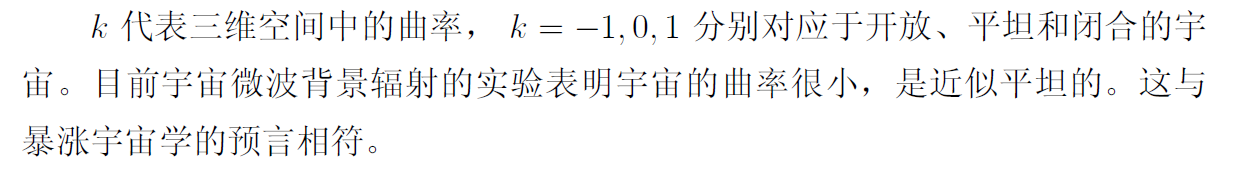 k 代表三维空间中的曲率， k = −1, 0, 1 分别对应于开放、平坦和闭合的宇
宙。目前宇宙微波背景辐射的实验表明宇宙的曲率很小，是近似平坦的。这与
暴涨宇宙学的预言相符。